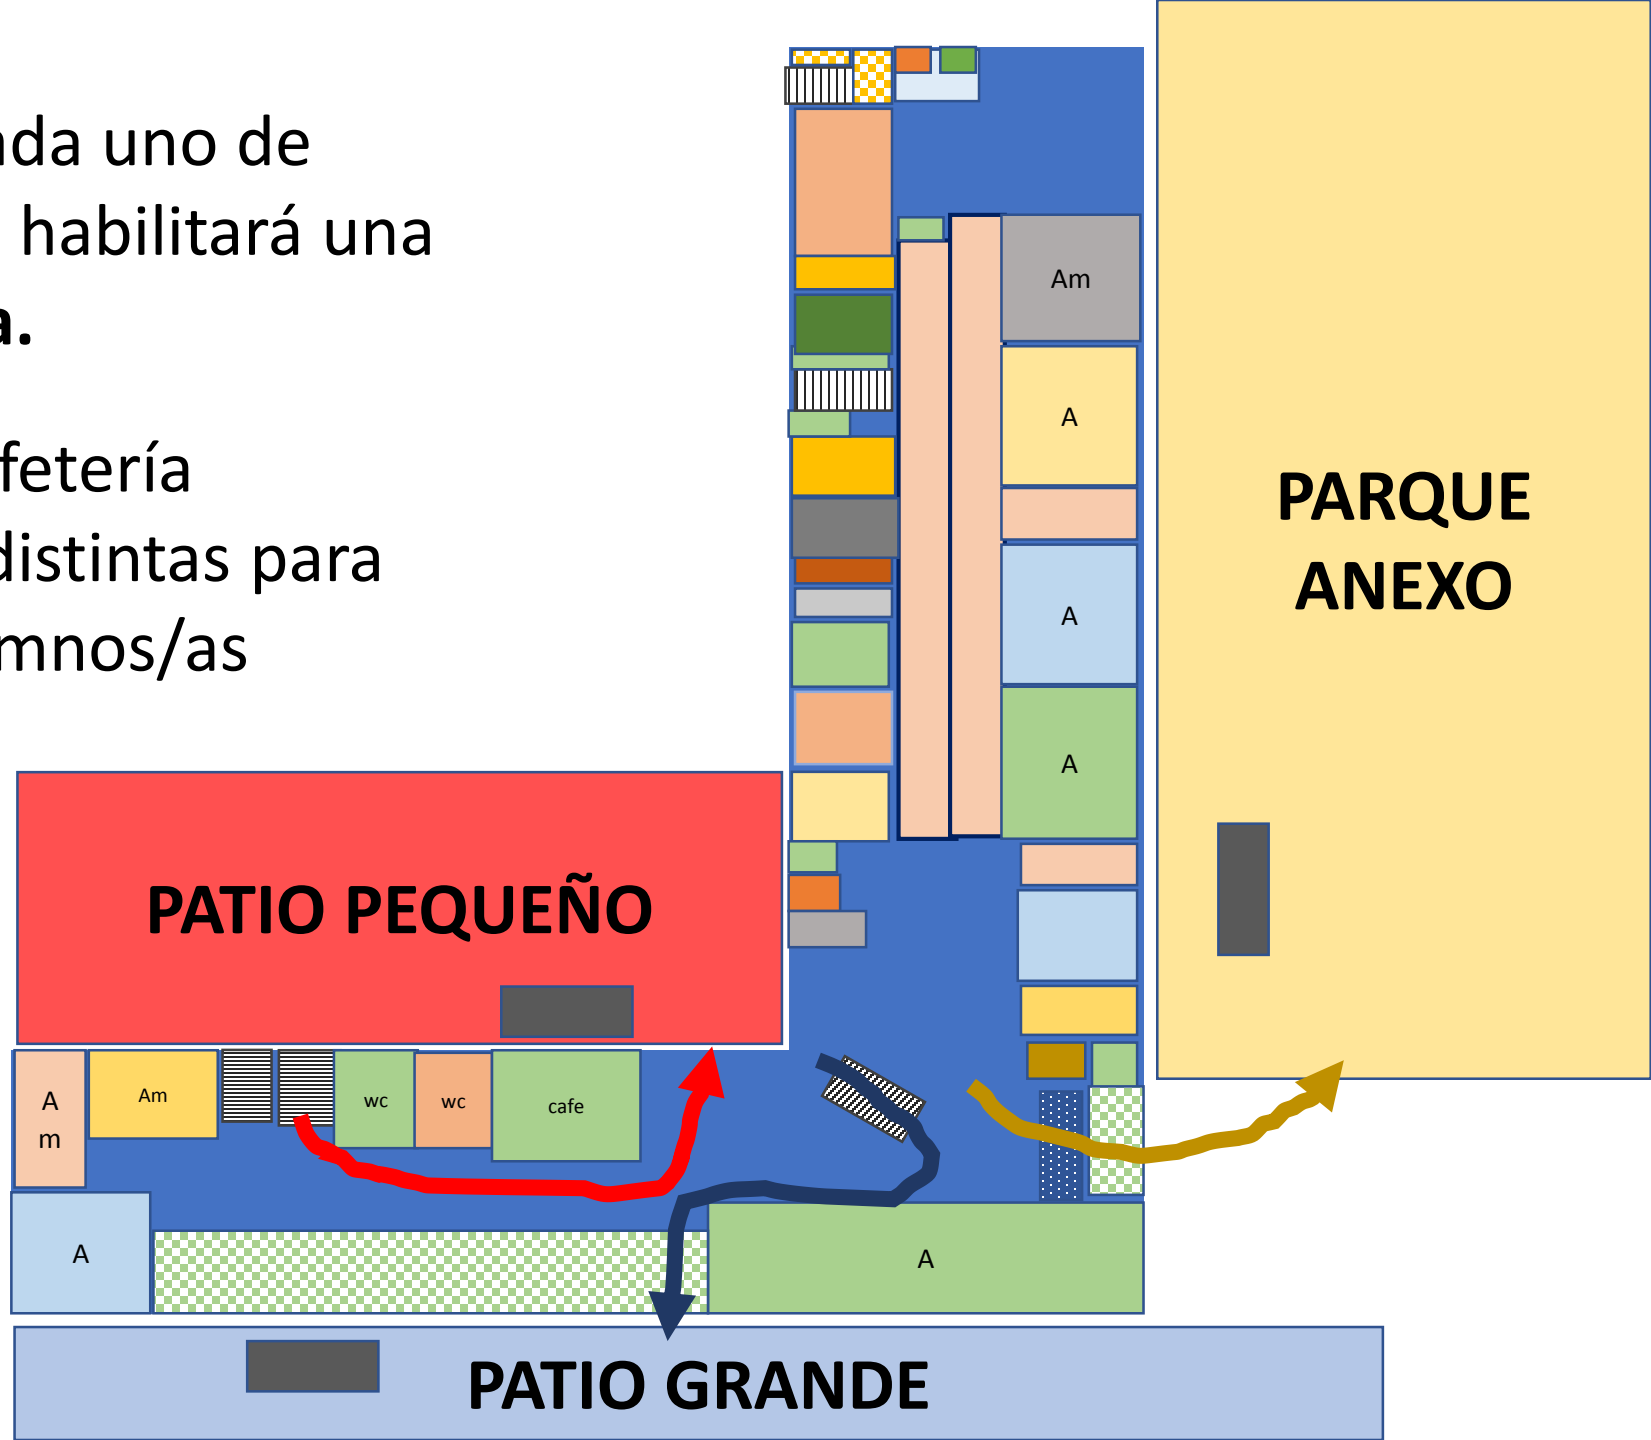 ada uno de
habilitará una
a.
fetería
distintas para
mnos/as
Am
A
PARQUE
ANEXO
A
A
PATIO PEQUEÑO
A
m
Am
wc
wc
cafe
A
A
PATIO GRANDE